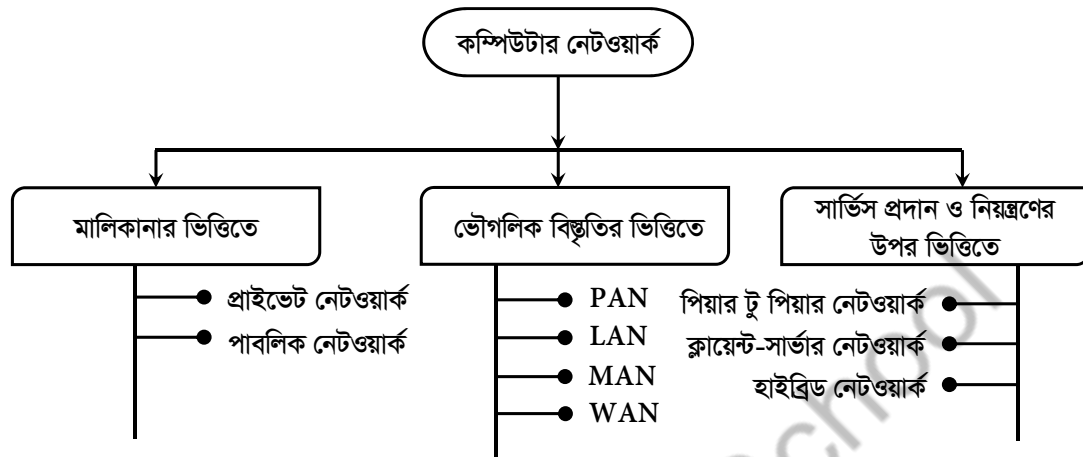 কম্পিউটার নেটওয়ার্ক
মালিকানার ভিত্তিতে
প্রাইভেট নেটওয়ার্ক
পাবলিক নেটওয়ার্ক
ভৌগলিক বিস্তৃতির ভিত্তিতে
PAN
LAN
MAN
WAN
সার্ভিস প্রদান ও নিয়ন্ত্রণের
উপর ভিত্তিতে
পিয়ার টু পিয়ার নেটওয়ার্ক
ক্লায়েন্ট-সার্ভার নেটওয়ার্ক
হাইব্রিড নেটওয়ার্ক